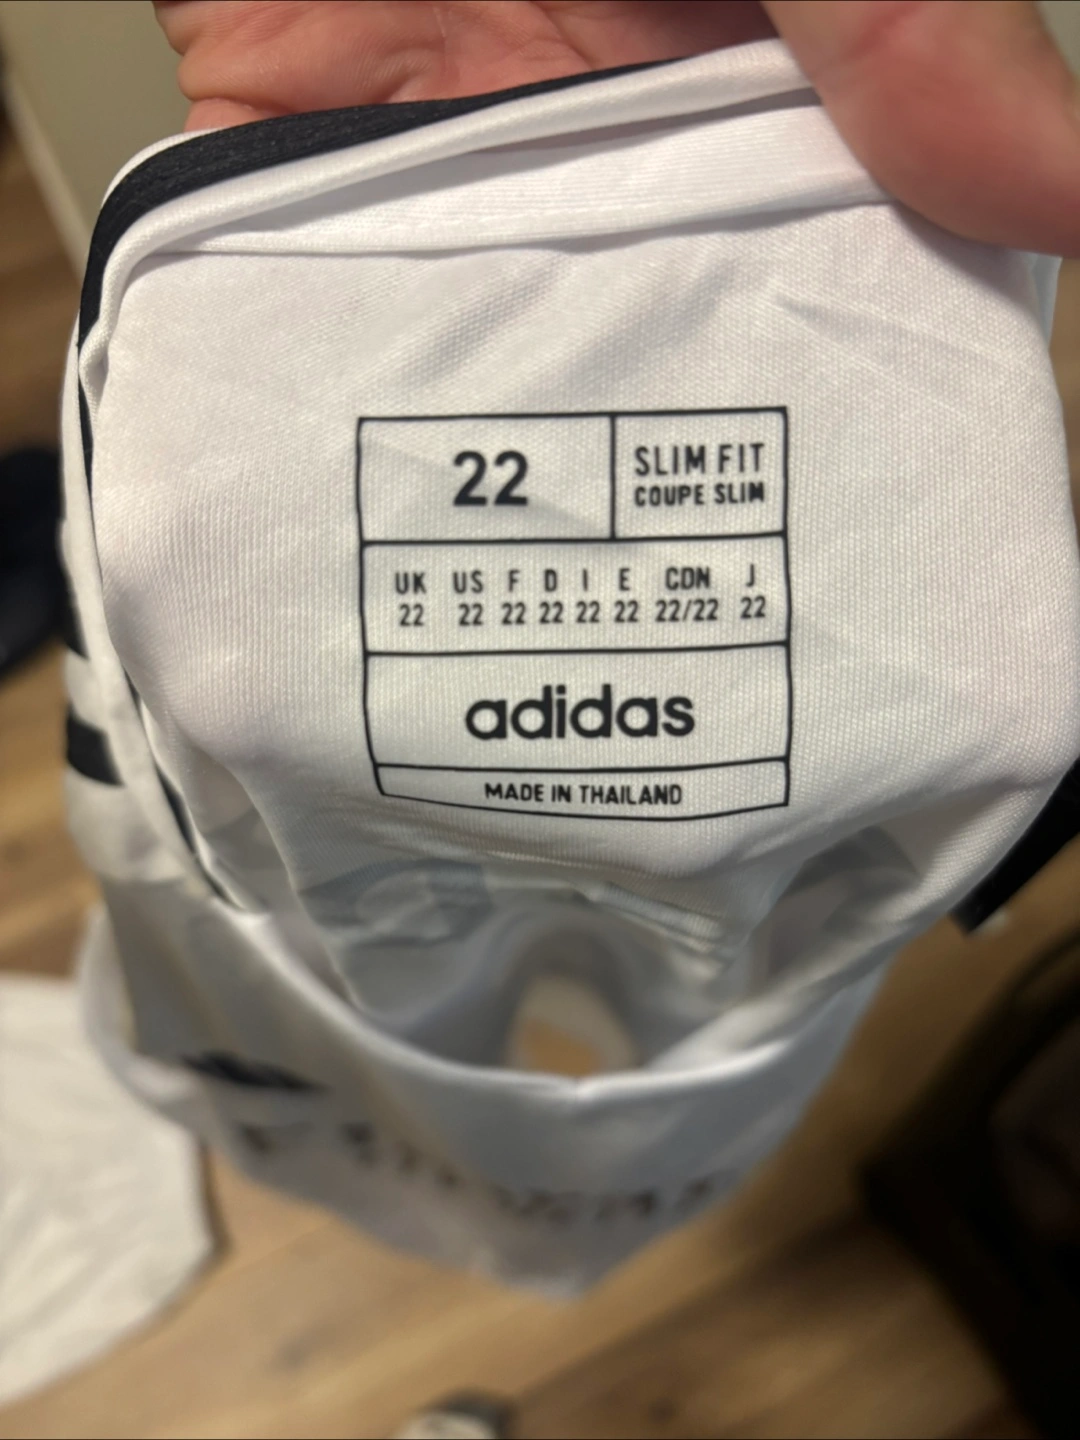 22
SLIM FIT
COUPE SLIM
UK US F D I E CDN J
22 22 22 22 22 22 22/22 22
adidas
MADE IN THAILAND